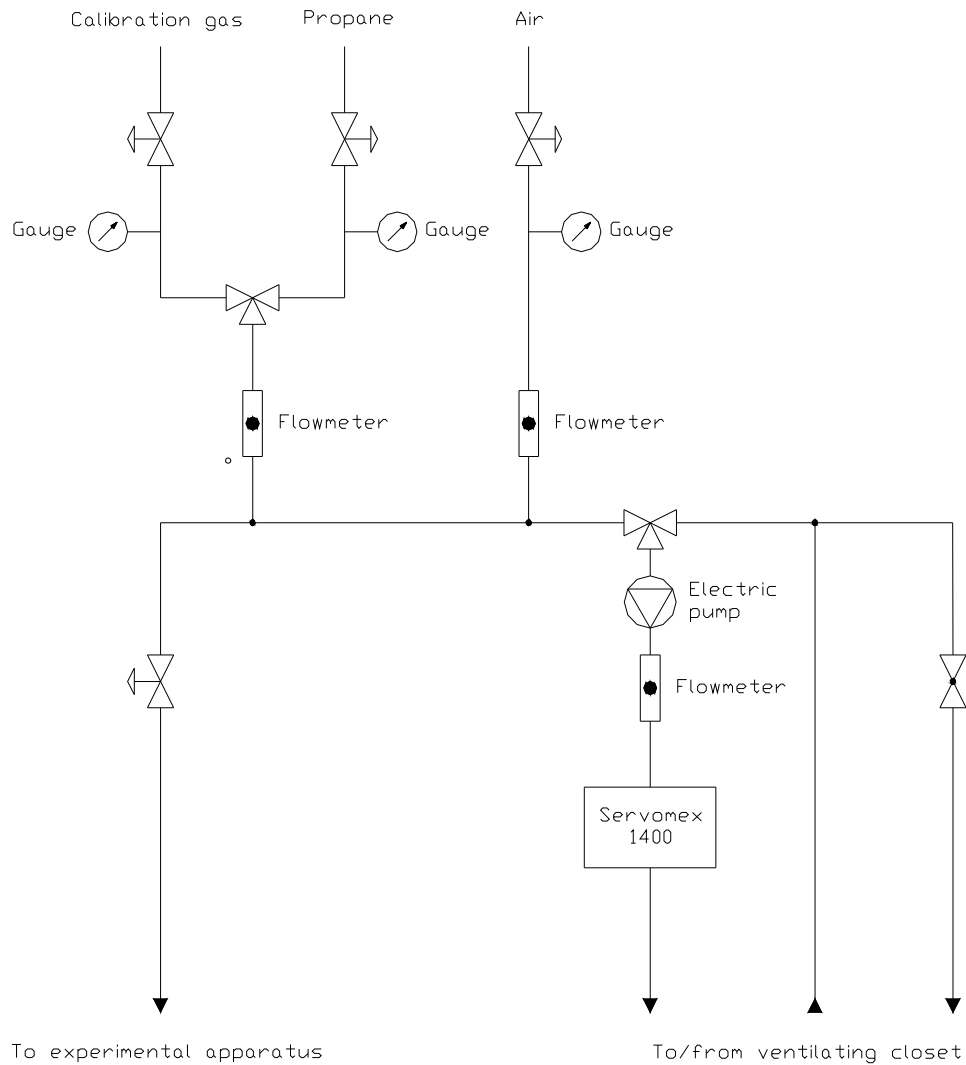 Calibration gas
Propane
Air
Gauge
Gauge
Gauge
Flowmeter
Flowmeter
Electric
pump
Flowmeter
Servomex
1400
To experimental apparatus
To/from ventilating closet